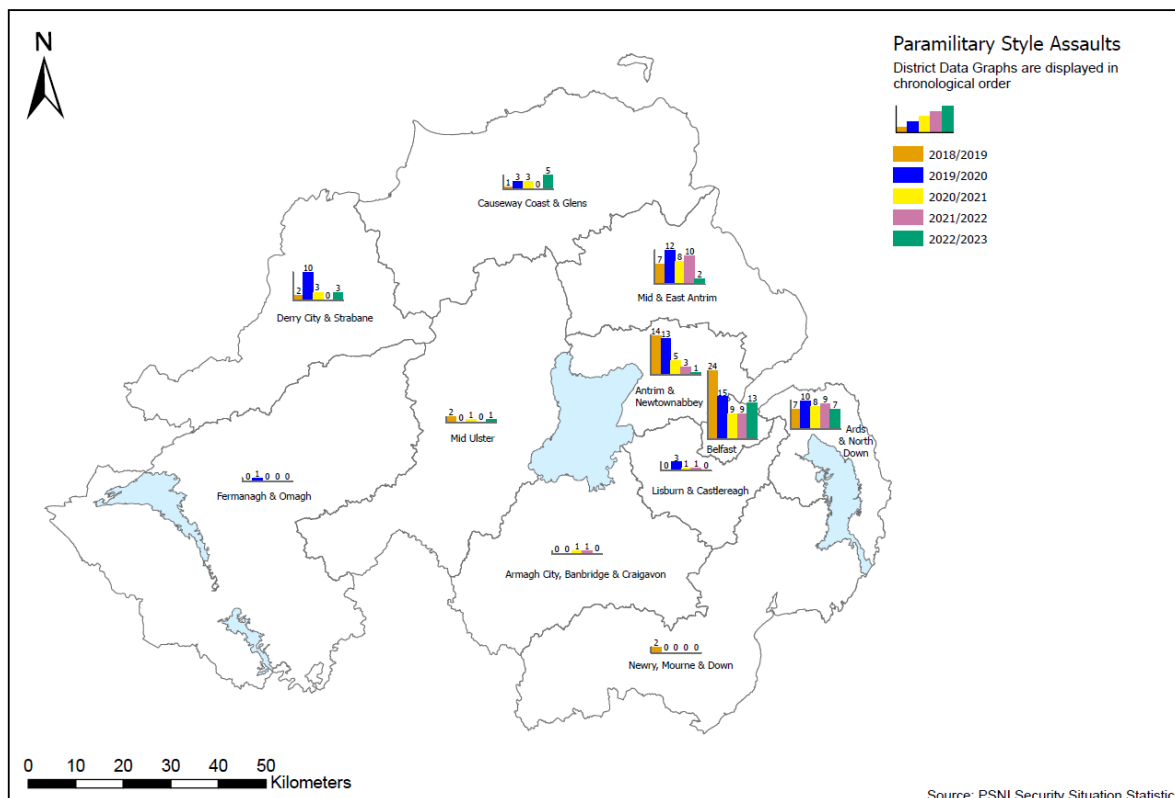 N
Paramilitary Style Assaults
District Data Graphs are displayed in
chronological order
2018/2019
2019/2020
2020/2021
2021/2022
2022/2023
1 3 3 0 5
Causeway Coast & Glens
7 12 8 10 2
Mid & East Antrim
2 10 3 0 3
Derry City & Strabane
14 13 5 3 1
Antrim &
Newtownabbey
24 15 9 9 13
Belfast
7 10 8 9 7
Ards
& North
Down
2 0 1 0 1
Mid Ulster
0 3 1 1 0
Lisburn & Castlereagh
0 1 0 0 0
Fermanagh & Omagh
0 0 1 1 0
Armagh City, Banbridge & Craigavon
2 0 0 0 0
Newry, Mourne & Down
0 10 20 30 40 50
Kilometers
Source: PSNI Security Situation Statistic